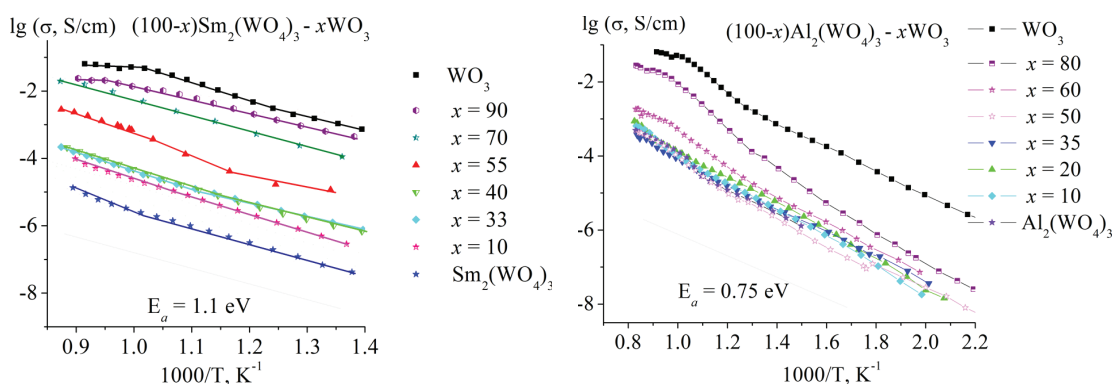 lg (σ, S/cm) (100-x)Sm₂(WO₄)₃ - xWO₃
-2
-4
-6
-8
0.9 1.0 1.1 1.2 1.3 1.4
1000/T, K⁻¹
Eₐ = 1.1 eV
WO₃
x = 90
x = 70
x = 55
x = 40
x = 33
x = 10
Sm₂(WO₄)₃
lg (σ, S/cm)
(100-x)Al₂(WO₄)₃ - xWO₃
-2
-4
-6
-8
0.8 1.0 1.2 1.4 1.6 1.8 2.0 2.2
1000/T, K⁻¹
Eₐ = 0.75 eV
WO₃
x = 80
x = 60
x = 50
x = 35
x = 20
x = 10
Al₂(WO₄)₃